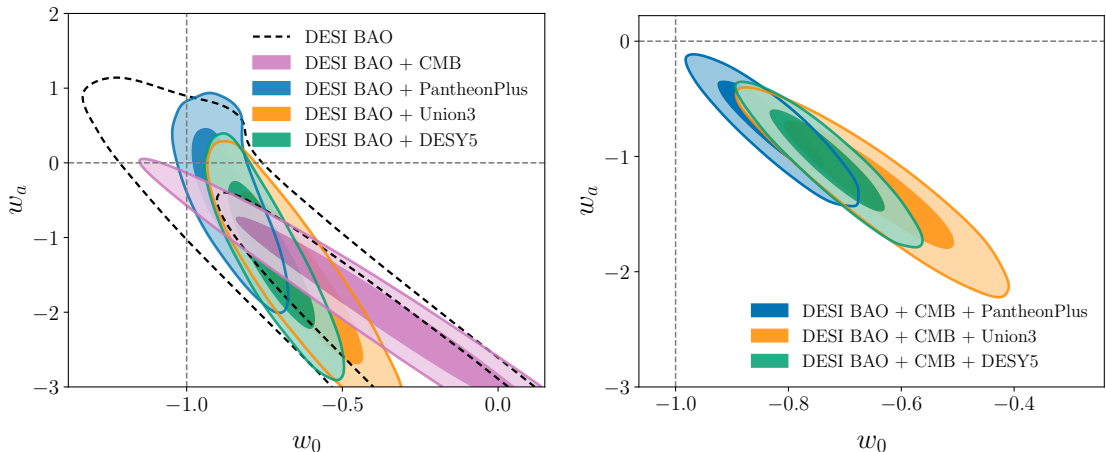 2
1
0
−1
−2
−3
w_a
−1.0
−0.5
0.0
w_0
DESI BAO
DESI BAO + CMB
DESI BAO + PantheonPlus
DESI BAO + Union3
DESI BAO + DESY5
0
−1
−2
−3
w_a
−1.0
−0.8
−0.6
−0.4
w_0
DESI BAO + CMB + PantheonPlus
DESI BAO + CMB + Union3
DESI BAO + CMB + DESY5